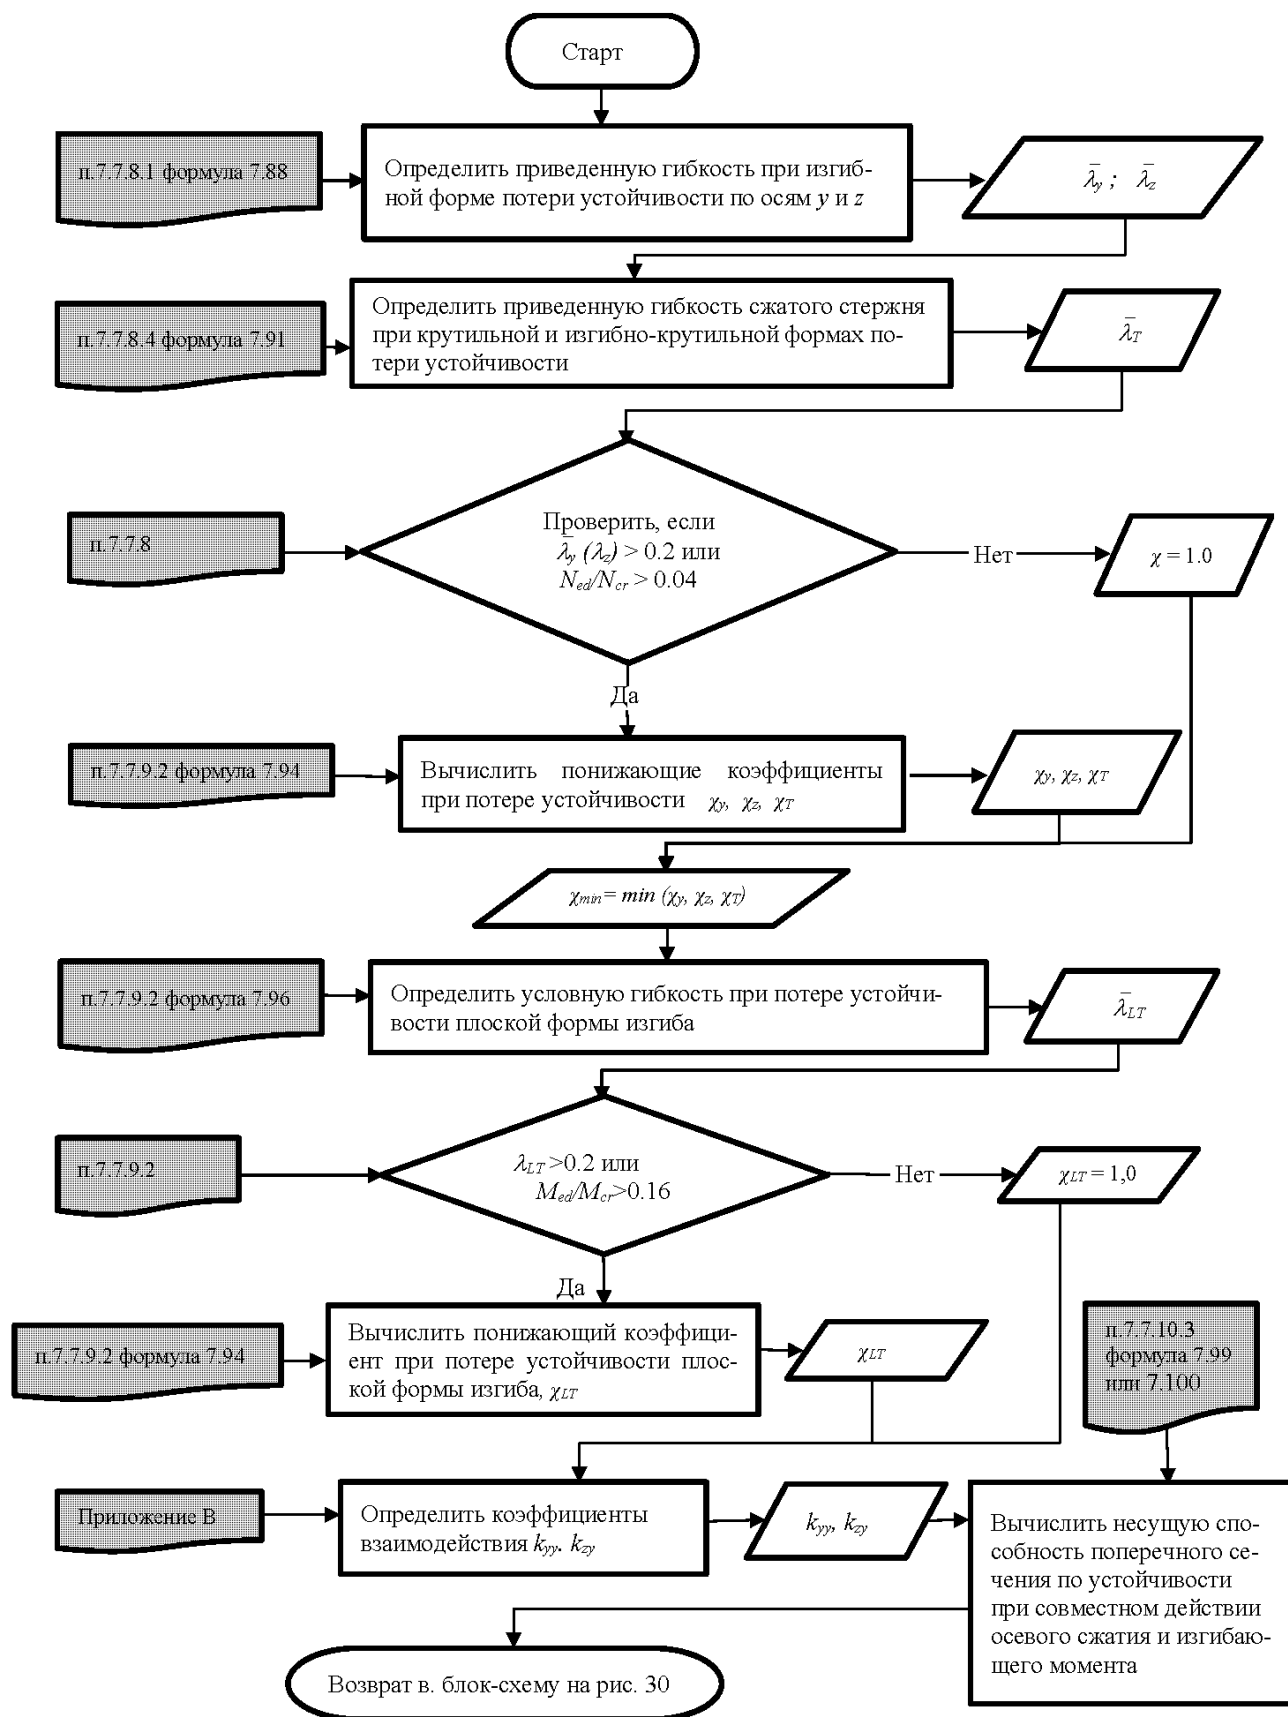 Старт
п.7.7.8.1 формула 7.88
Определить приведенную гибкость при изгиб-
ной форме потери устойчивости по осям y и z
λ̄y ; λ̄z
п.7.7.8.4 формула 7.91
Определить приведенную гибкость сжатого стержня
при крутильной и изгибно-крутильной формах по-
тери устойчивости
λ̄T
п.7.7.8
Проверить, если
λ̄y (λz) > 0.2 или
Ned/Ncr > 0.04
Нет
χ = 1.0
Да
п.7.7.9.2 формула 7.94
Вычислить понижающие коэффициенты
при потере устойчивости χy, χz, χT
χy, χz, χT
χmin = min (χy, χz, χT)
п.7.7.9.2 формула 7.96
Определить условную гибкость при потере устойчи-
вости плоской формы изгиба
λ̄LT
п.7.7.9.2
λLT >0.2 или
Med/Mcr>0.16
Нет
χLT = 1,0
Да
п.7.7.9.2 формула 7.94
Вычислить понижающий коэффици-
ент при потере устойчивости плос-
кой формы изгиба, χLT
χLT
п.7.7.10.3
формула 7.99
или 7.100
Приложение В
Определить коэффициенты
взаимодействия kyy. kzy
kyy, kzy
Вычислить несущую спо-
собность поперечного се-
чения по устойчивости
при совместном действии
осевого сжатия и изгибаю-
щего момента
Возврат в. блок-схему на рис. 30